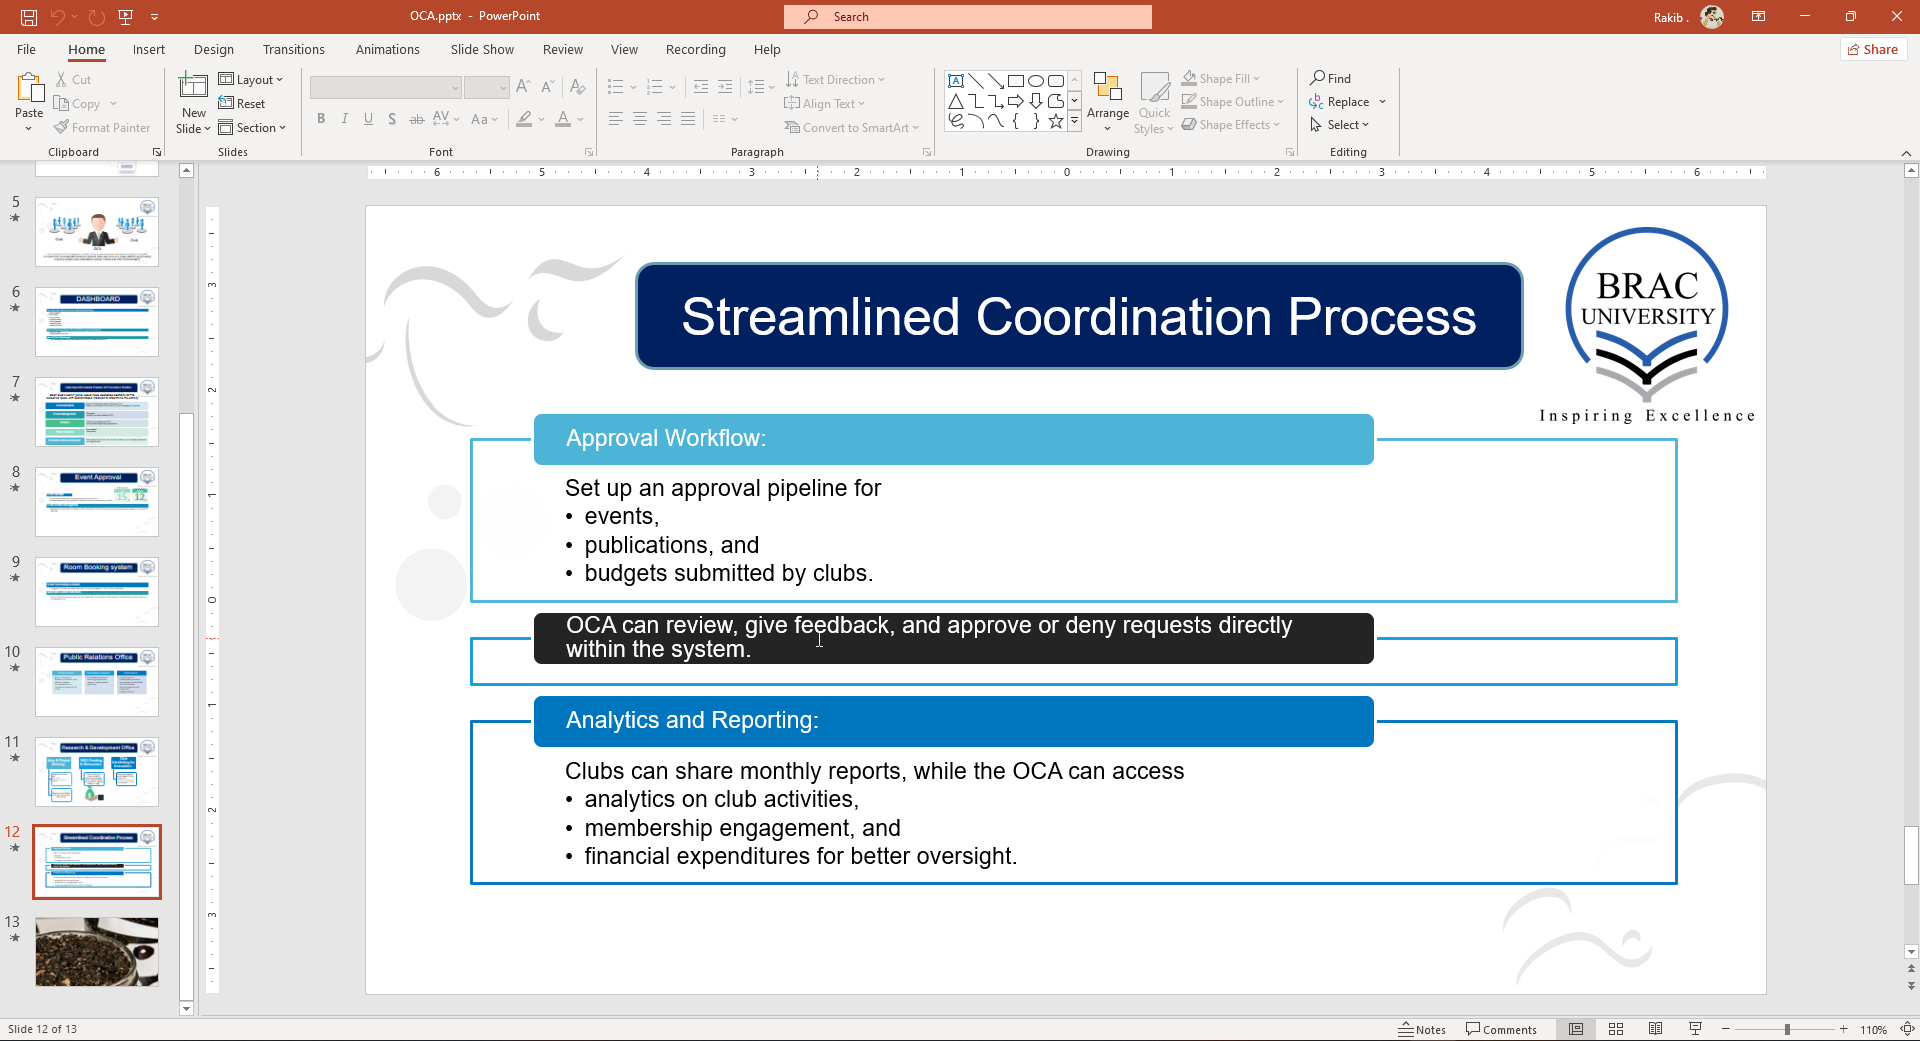 OCA.pptx - PowerPoint
Search
Rakib .
File Home Insert Design Transitions Animations Slide Show Review View Recording Help
Share
Paste
Cut
Copy
Format Painter
Clipboard
New Slide
Layout
Reset
Section
Slides
Font
Text Direction
Align Text
Convert to SmartArt
Paragraph
Arrange
Quick Styles
Shape Fill
Shape Outline
Shape Effects
Drawing
Find
Replace
Select
Editing
5
6
DASHBOARD
7
8
Event Approval
9
Room Booking system
10
Public Relations Office
11
Research & Development Office
12
Streamlined Coordination Process
13
Streamlined Coordination Process
BRAC
UNIVERSITY
Inspiring Excellence
Approval Workflow:
Set up an approval pipeline for
• events,
• publications, and
• budgets submitted by clubs.
OCA can review, give feedback, and approve or deny requests directly
within the system.
Analytics and Reporting:
Clubs can share monthly reports, while the OCA can access
• analytics on club activities,
• membership engagement, and
• financial expenditures for better oversight.
Slide 12 of 13
Notes
Comments
110%